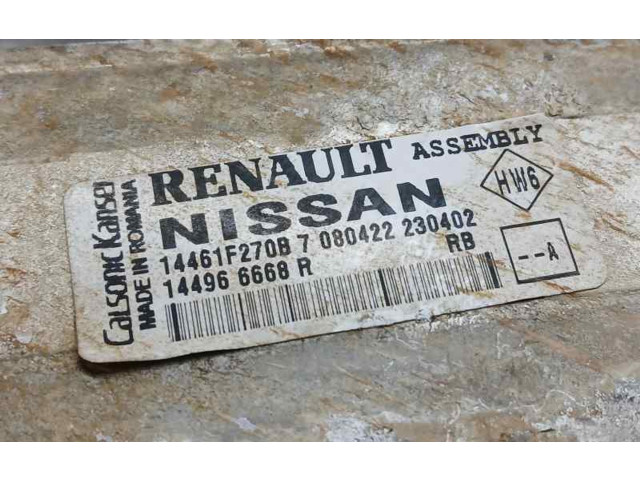 Calsonic Kansei
MADE IN ROMANIA
RENAULT ASSEMBLY
NISSAN
HW6
14461F270B 7 080422 230402
14496 6668 R
RB
--A